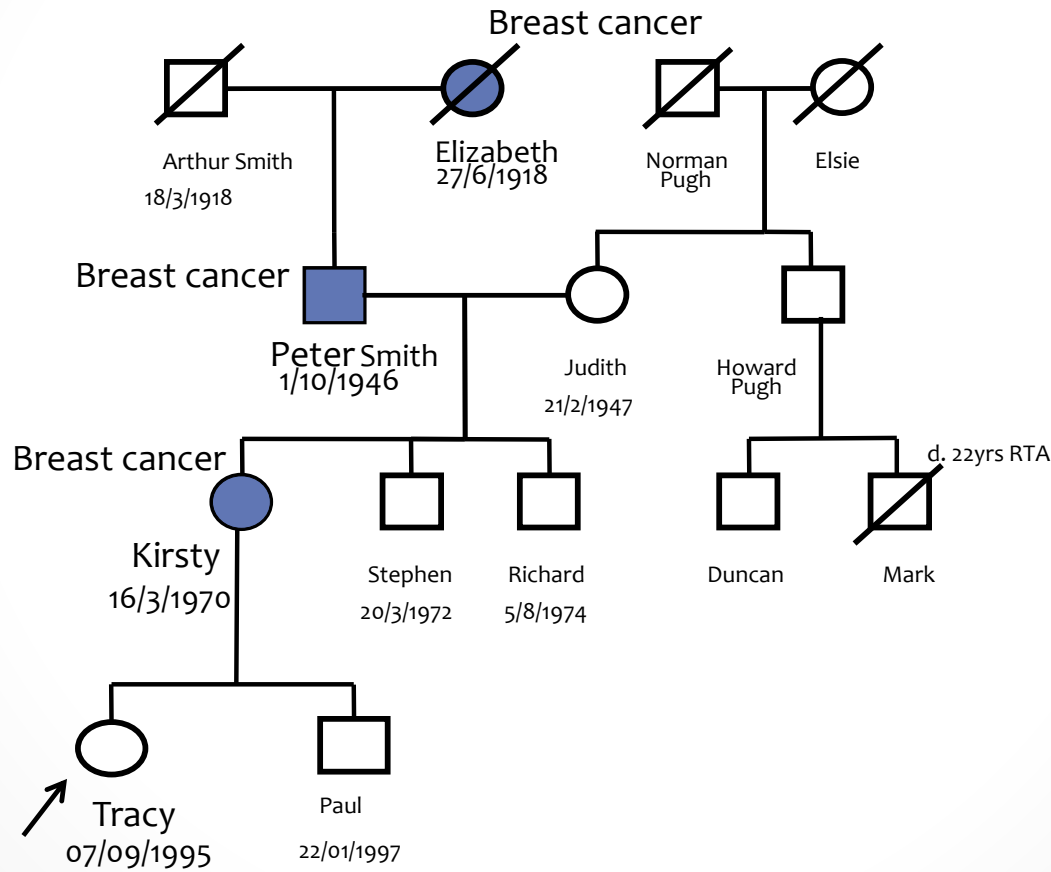 Breast cancer
Arthur Smith
18/3/1918
Elizabeth
27/6/1918
Norman
Pugh
Elsie
Breast cancer
Peter Smith
1/10/1946
Judith
21/2/1947
Howard
Pugh
Breast cancer
d. 22yrs RTA
Kirsty
16/3/1970
Stephen
20/3/1972
Richard
5/8/1974
Duncan
Mark
Tracy
07/09/1995
Paul
22/01/1997